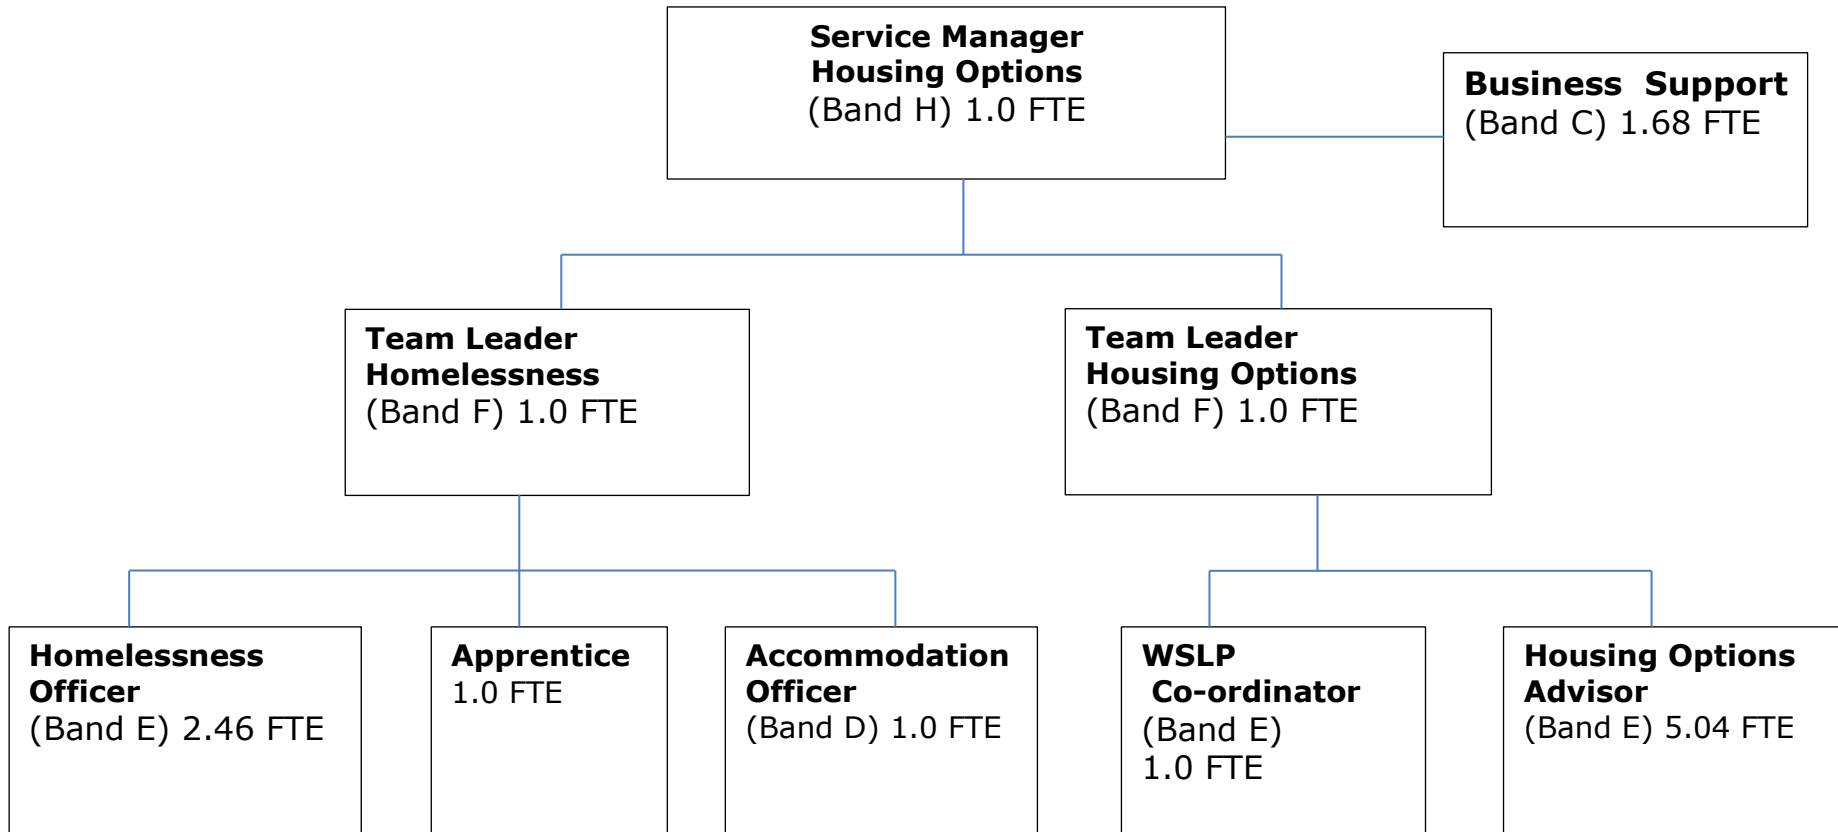 Service Manager
Housing Options
(Band H) 1.0 FTE
Business  Support
(Band C) 1.68 FTE
Team Leader
Homelessness
(Band F) 1.0 FTE
Team Leader
Housing Options
(Band F) 1.0 FTE
Homelessness
Officer
(Band E) 2.46 FTE
Apprentice
1.0 FTE
Accommodation
Officer
(Band D) 1.0 FTE
WSLP
Co-ordinator
(Band E)
1.0 FTE
Housing Options
Advisor
(Band E) 5.04 FTE